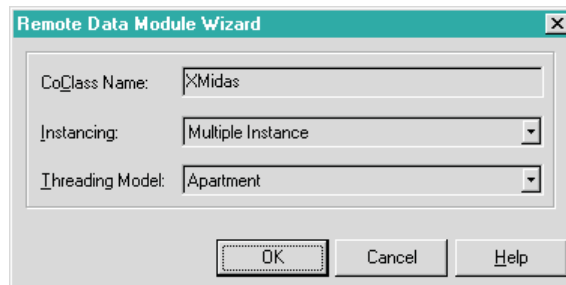 Remote Data Module Wizard
CoClass Name: XMidas
Instancing: Multiple Instance
Threading Model: Apartment
OK Cancel Help